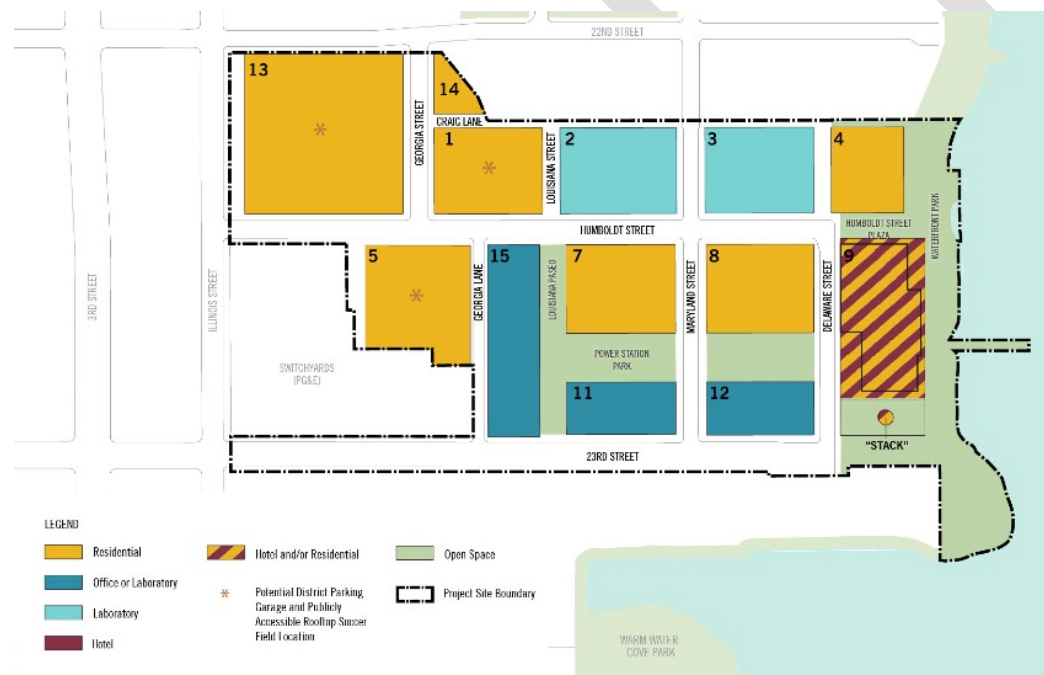 22ND STREET
13
14
CRAIG LANE
GEORGIA STREET
1
LOUISIANA STREET
2
3
4
HUMBOLDT STREET
PLAZA
WATERFRONT PARK
HUMBOLDT STREET
3RD STREET
ILLINOIS STREET
5
GEORGIA LANE
15
LOUISIANA PASEO
7
MARYLAND STREET
8
DELAWARE STREET
9
SWITCHYARDS
(PG&E)
POWER STATION
PARK
11
12
"STACK"
23RD STREET
LEGEND
Residential
Office or Laboratory
Laboratory
Hotel
Hotel and/or Residential
* Potential District Parking
Garage and Publicly
Accessible Rooftop Soccer
Field Location
Open Space
Project Site Boundary
WARM WATER
COVE PARK